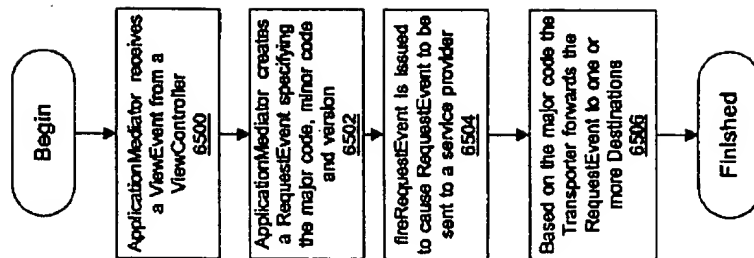 Begin
ApplicationMediator receives
a ViewEvent from a
ViewController
6500
ApplicationMediator creates
a RequestEvent specifying
the major code, minor code
and version
6502
fireRequestEvent is issued
to cause RequestEvent to be
sent to a service provider
6504
Based on the major code the
Transporter forwards the
RequestEvent to one or
more Destinations
6506
Finished